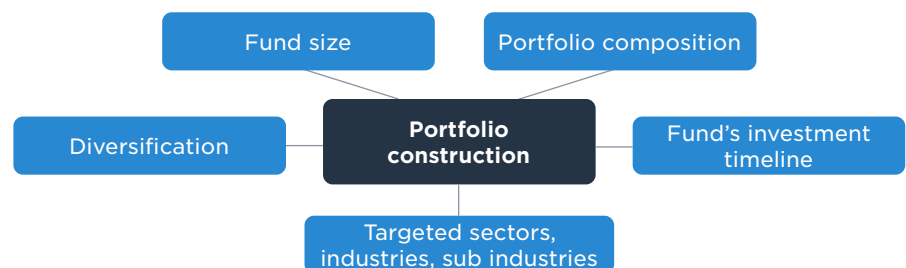 Fund size
Portfolio composition
Diversification
Portfolio
construction
Fund’s investment
timeline
Targeted sectors,
industries, sub industries